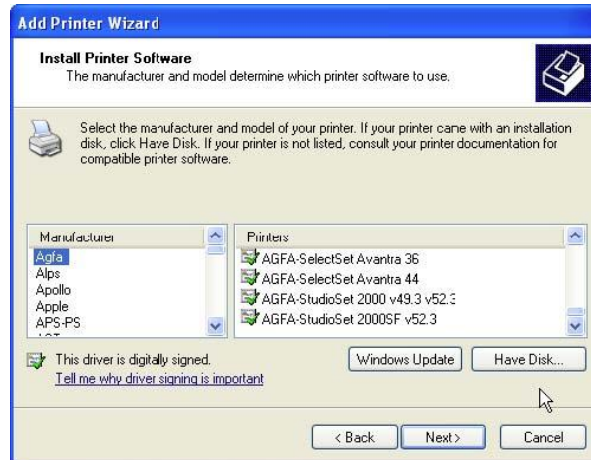 Add Printer Wizard
Install Printer Software
The manufacturer and model determine which printer software to use.
Select the manufacturer and model of your printer. If your printer came with an installation
disk, click Have Disk. If your printer is not listed, consult your printer documentation for
compatible printer software.
Manufacturer
Agfa
Alps
Apollo
Apple
APS-PS
Printers
AGFA-SelectSet Avantra 36
AGFA-SelectSet Avantra 44
AGFA-StudioSet 2000 v49.3 v52.3
AGFA-StudioSet 2000SF v52.3
This driver is digitally signed.
Tell me why driver signing is important
Windows Update
Have Disk...
< Back
Next >
Cancel